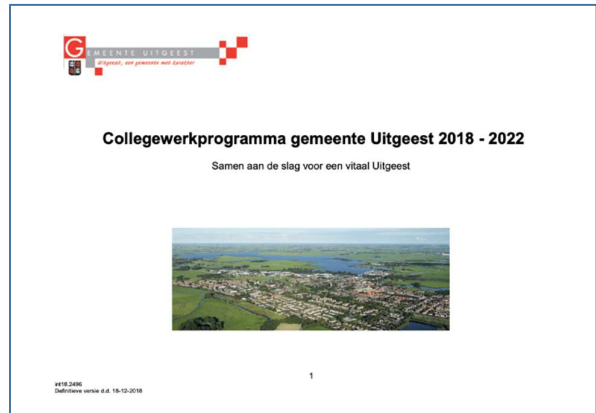 GEMEENTE UITGEEST
Uitgeest, een gemeente met karakter
Collegewerkprogramma gemeente Uitgeest 2018 - 2022
Samen aan de slag voor een vitaal Uitgeest
1
int18.2496
Definitieve versie d.d. 18-12-2018